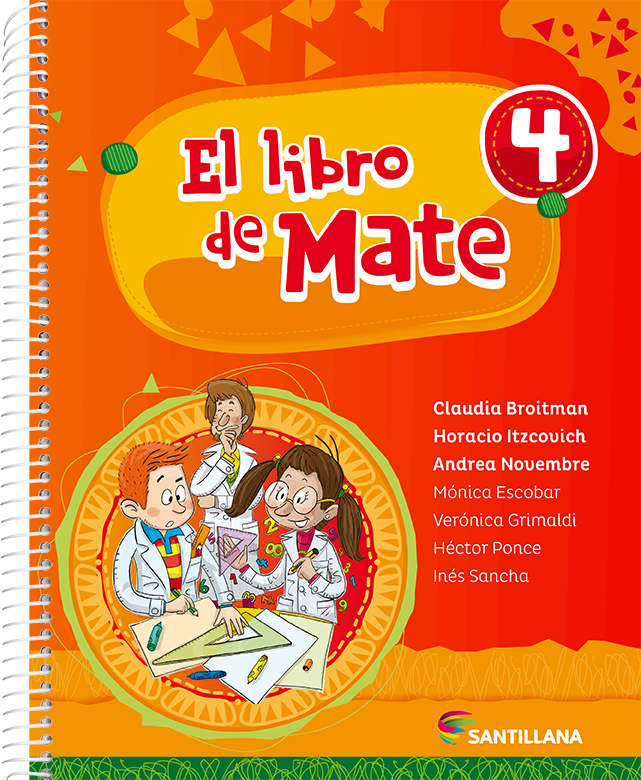 El libro
de Mate
4
Claudia Broitman
Horacio Itzcovich
Andrea Novembre
Mónica Escobar
Verónica Grimaldi
Héctor Ponce
Inés Sancha
SANTILLANA